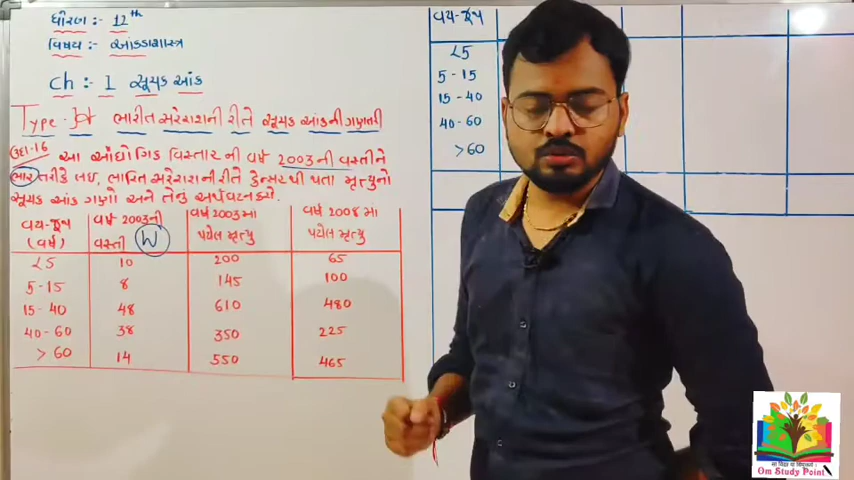 ધોરણ :- 12th
વિષય :- આંકડાશાસ્ત્ર
ch :- 1 સૂચક આંક
Type - ભારીત સરેરાશની રીતે સૂચક આંકની ગણતરી
ઉદા-16 આ ઔદ્યોગિક વિસ્તારની વર્ષ 2003ની વસ્તીને
ભાર તરીકે લઇ, ભારિત સરેરાશની રીતે કેન્સરથી થતા મૃત્યુનો
સૂચક આંક ગણો અને તેનું અર્થઘટન કરો.
વય-જૂથ (વર્ષ) વર્ષ 2003ની વસ્તી W વર્ષ 2003માં થયેલ મૃત્યુ વર્ષ 2008માં થયેલ મૃત્યુ
<5 10 200 65
5-15 8 145 100
15-40 48 610 480
40-60 38 350 225
>60 14 550 465
વય-જૂથ
<5
5-15
15-40
40-60
>60
Om Study Point